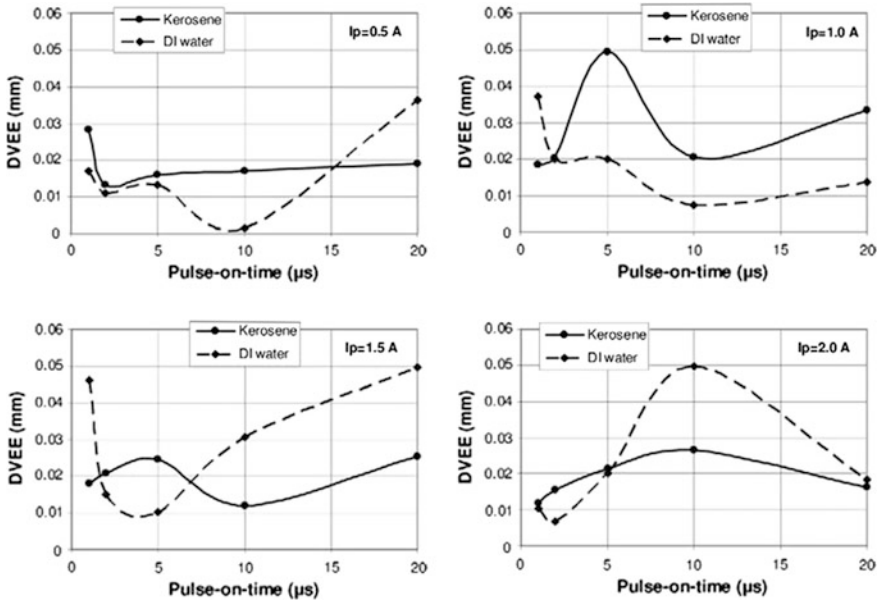 0.06
0.05
0.04
0.03
0.02
0.01
0
DVEE (mm)
Kerosene
DI water
Ip=0.5 A
0 5 10 15 20
Pulse-on-time (µs)
0.06
0.05
0.04
0.03
0.02
0.01
0
DVEE (mm)
Kerosene
DI water
Ip=1.0 A
0 5 10 15 20
Pulse-on-time (µs)
0.06
0.05
0.04
0.03
0.02
0.01
0
DVEE (mm)
Kerosene
DI water
Ip=1.5 A
0 5 10 15 20
Pulse-on-time (µs)
0.06
0.05
0.04
0.03
0.02
0.01
0
DVEE (mm)
Kerosene
DI water
Ip=2.0 A
0 5 10 15 20
Pulse-on-time (µs)